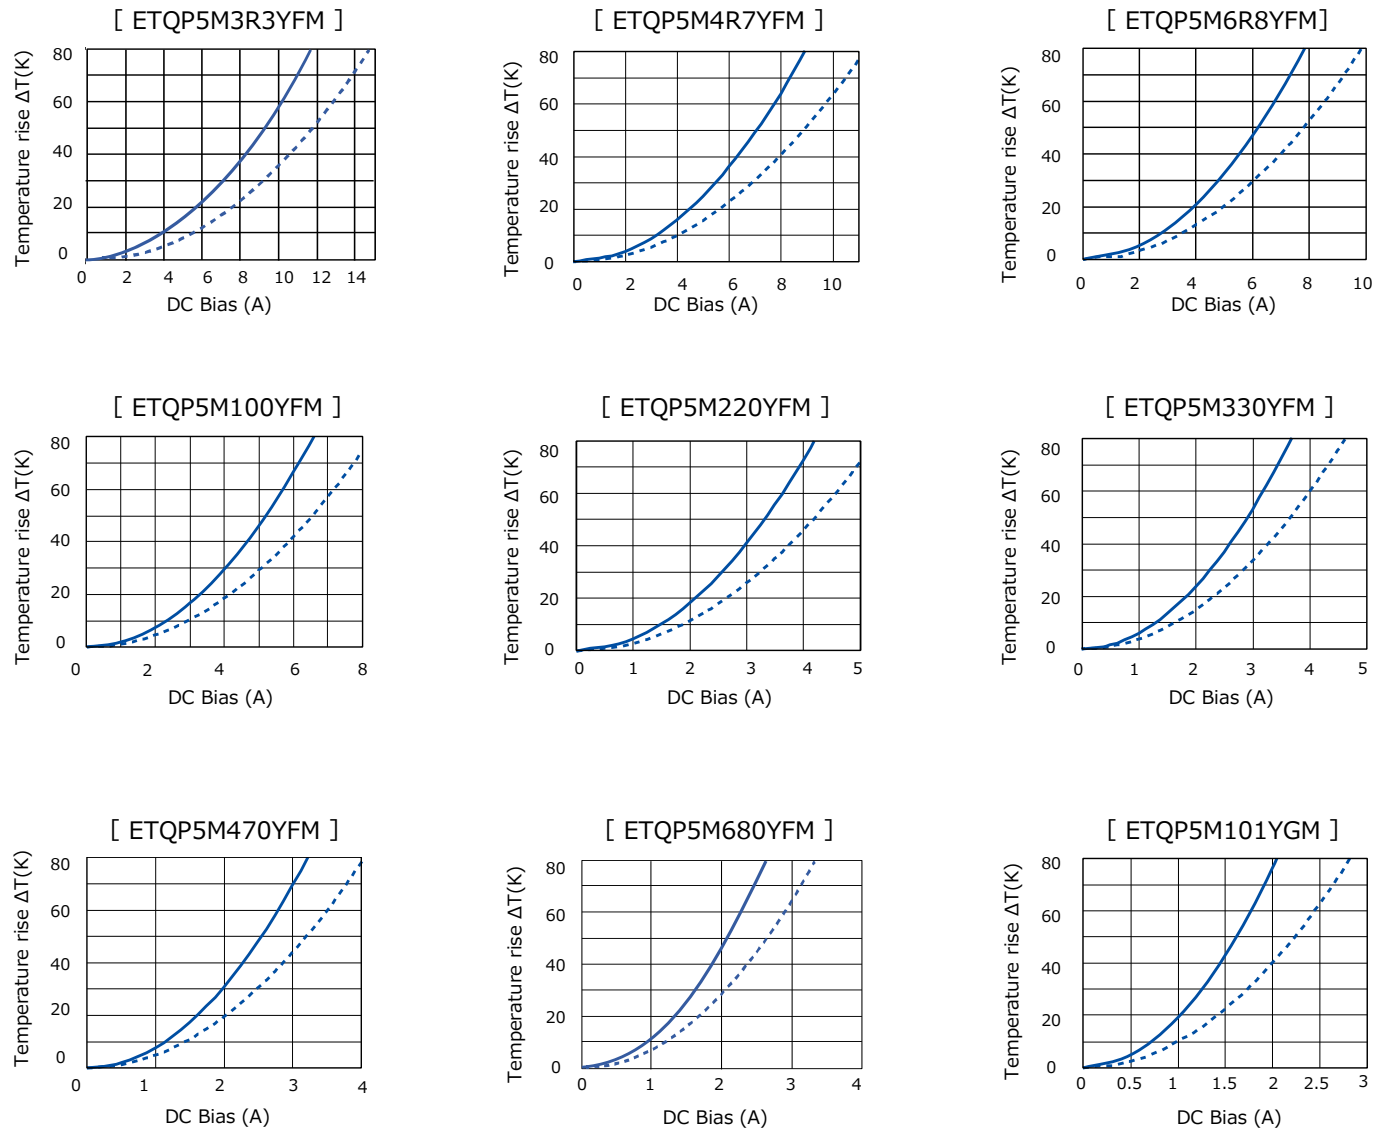 [ ETQP5M3R3YFM ]
Temperature rise ΔT(K)
80
60
40
20
0
0 2 4 6 8 10 12 14
DC Bias (A)
[ ETQP5M4R7YFM ]
Temperature rise ΔT(K)
80
60
40
20
0
0 2 4 6 8 10
DC Bias (A)
[ ETQP5M6R8YFM]
Temperature rise ΔT(K)
80
60
40
20
0
0 2 4 6 8 10
DC Bias (A)
[ ETQP5M100YFM ]
Temperature rise ΔT(K)
80
60
40
20
0
0 2 4 6 8
DC Bias (A)
[ ETQP5M220YFM ]
Temperature rise ΔT(K)
80
60
40
20
0
0 1 2 3 4 5
DC Bias (A)
[ ETQP5M330YFM ]
Temperature rise ΔT(K)
80
60
40
20
0
0 1 2 3 4 5
DC Bias (A)
[ ETQP5M470YFM ]
Temperature rise ΔT(K)
80
60
40
20
0
0 1 2 3 4
DC Bias (A)
[ ETQP5M680YFM ]
Temperature rise ΔT(K)
80
60
40
20
0
0 1 2 3 4
DC Bias (A)
[ ETQP5M101YGM ]
Temperature rise ΔT(K)
80
60
40
20
0
0 0.5 1 1.5 2 2.5 3
DC Bias (A)